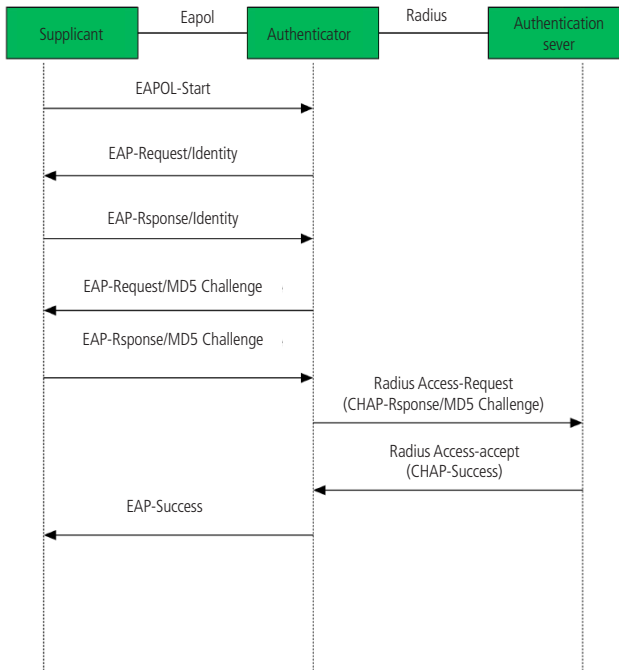 Supplicant
Eapol
Authenticator
Radius
Authentication
sever
EAPOL-Start
EAP-Request/Identity
EAP-Rsponse/Identity
EAP-Request/MD5 Challenge
EAP-Rsponse/MD5 Challenge
Radius Access-Request
(CHAP-Rsponse/MD5 Challenge)
Radius Access-accept
(CHAP-Success)
EAP-Success